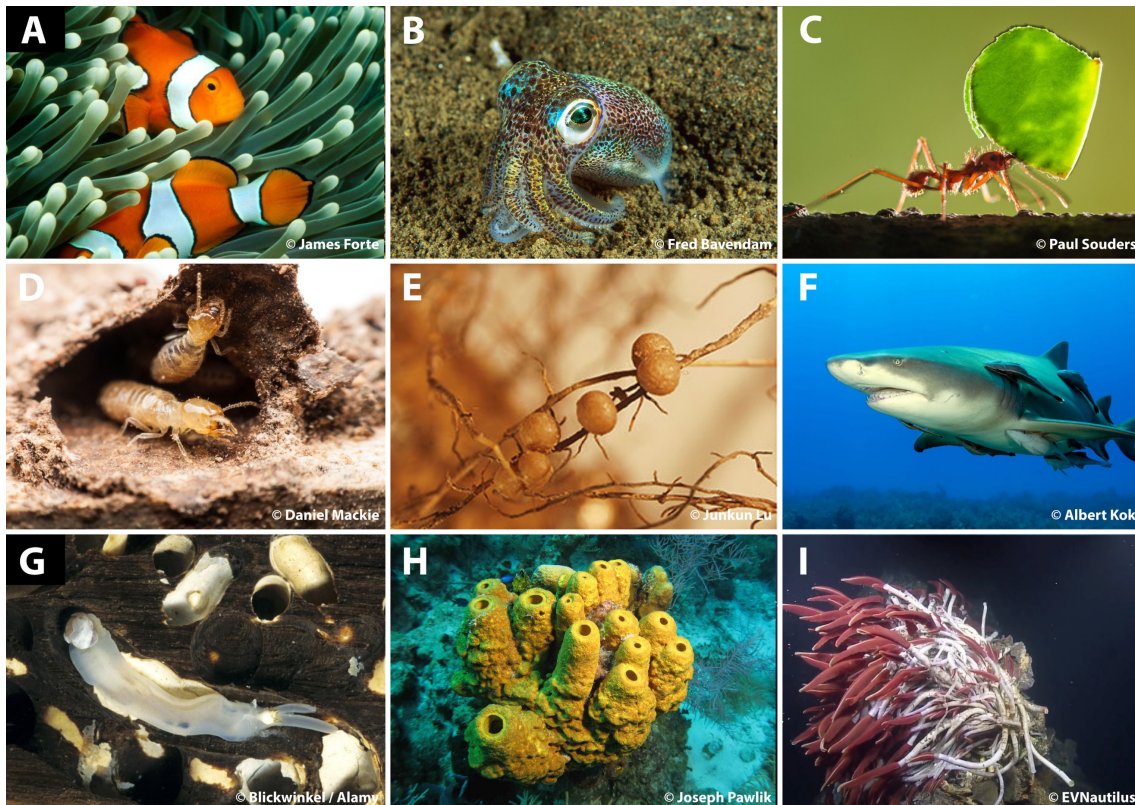 A
© James Forte
B
© Fred Bavendam
C
© Paul Souders
D
© Daniel Mackie
E
© Junkun Lu
F
© Albert Kok
G
© Blickwinkel / Alamy
H
© Joseph Pawlik
I
© EVNautilus